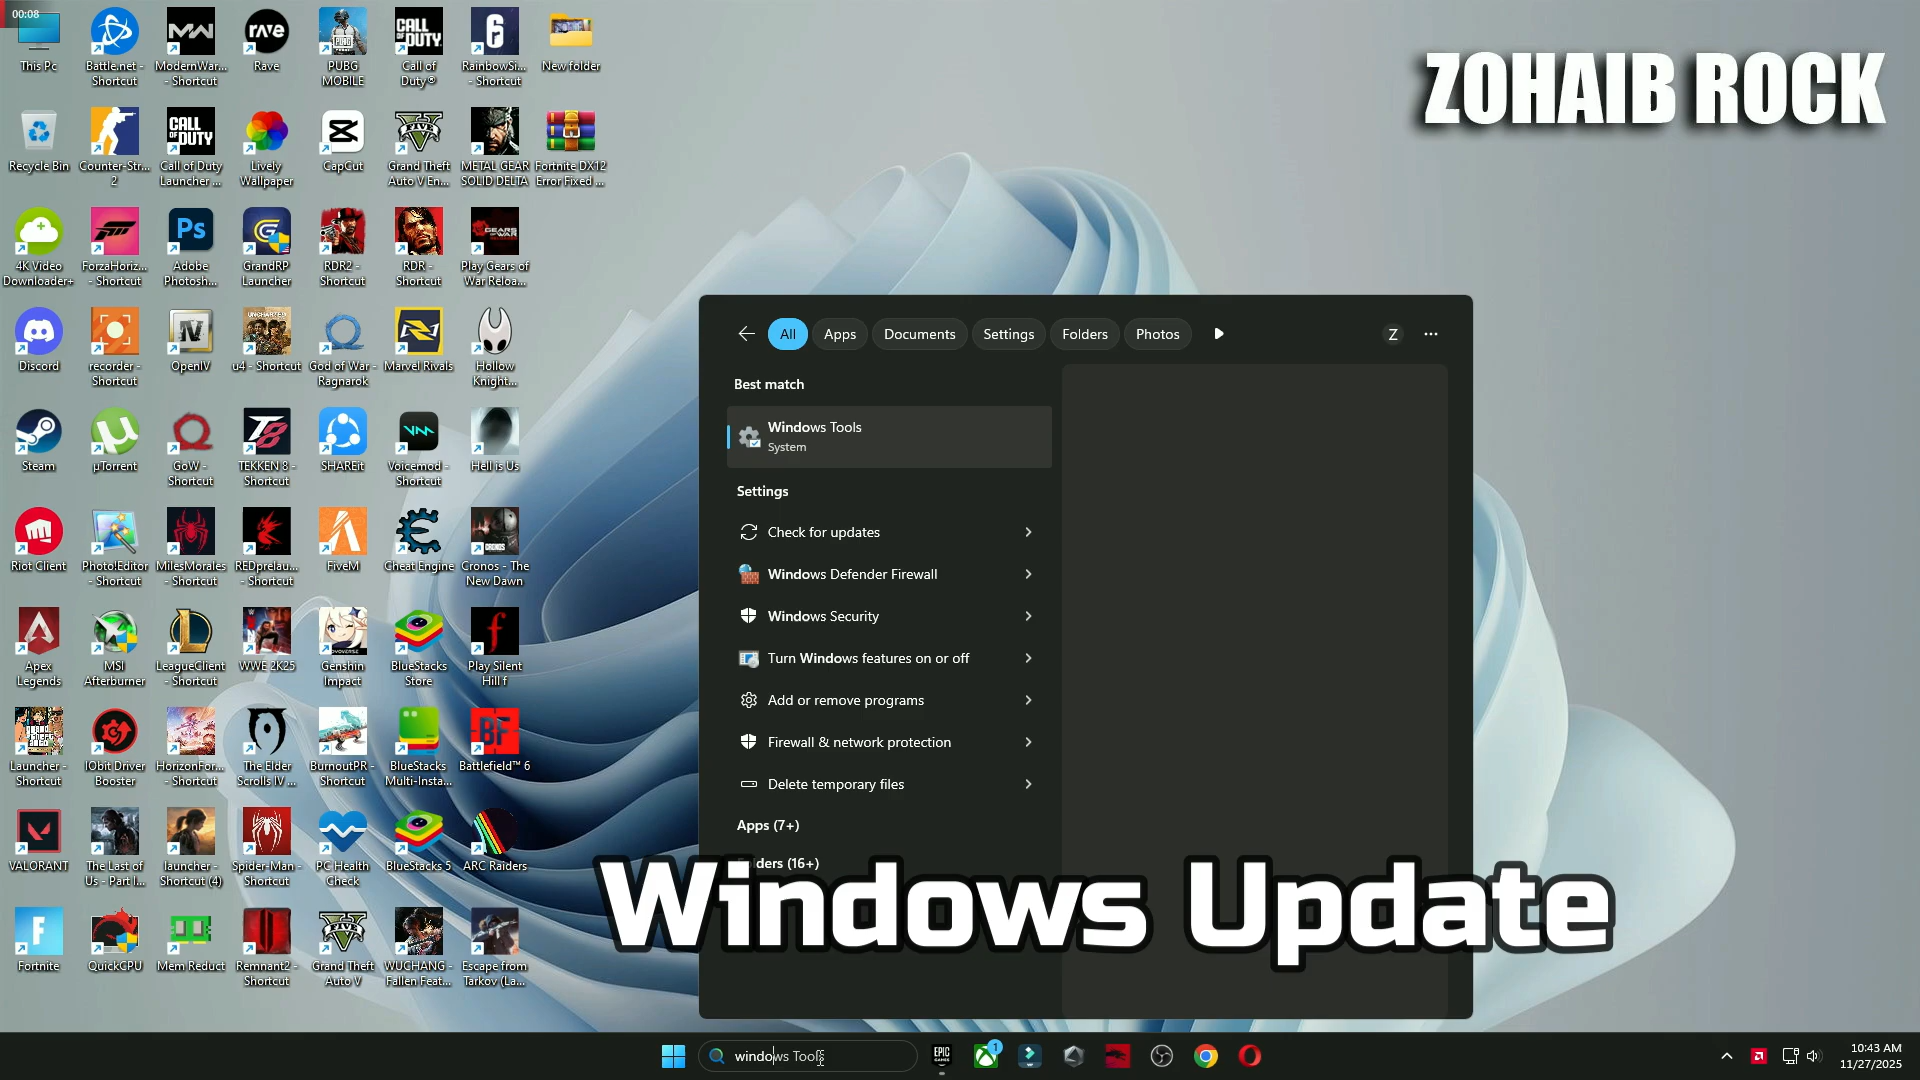 00:08
ZOHAIB ROCK
This Pc
Battle.net - Shortcut
ModernWar... - Shortcut
Rave
PUBG MOBILE
Call of Duty®
RainbowSi... - Shortcut
New folder
Recycle Bin
Counter-Str... 2
Call of Duty Launcher ...
Lively Wallpaper
CapCut
Grand Theft Auto V En...
METAL GEAR SOLID DELTA
Fortnite DX12 Error Fixed ...
4K Video Downloader+
ForzaHoriz... - Shortcut
Adobe Photosh...
GrandRP Launcher
RDR2 - Shortcut
RDR - Shortcut
Play Gears of War Reloa...
Discord
recorder - Shortcut
OpenIV
u4 - Shortcut
God of War - Ragnarok
Marvel Rivals
Hollow Knight...
Steam
µTorrent
GoW - Shortcut
TEKKEN 8 - Shortcut
SHAREit
Voicemod - Shortcut
Hell is Us
Riot Client
Photo!Editor - Shortcut
MilesMorales - Shortcut
REDprelau... - Shortcut
FiveM
Cheat Engine
Cronos - The New Dawn
Apex Legends
MSI Afterburner
LeagueClient - Shortcut
WWE 2K25
Genshin Impact
BlueStacks Store
Play Silent Hill f
Launcher - Shortcut
IObit Driver Booster
HorizonFor... - Shortcut
The Elder Scrolls IV ...
BurnoutPR - Shortcut
BlueStacks Multi-Insta...
Battlefield™ 6
VALORANT
The Last of Us - Part I...
launcher - Shortcut (4)
Spider-Man - Shortcut
PC Health Check
BlueStacks 5
ARC Raiders
Fortnite
QuickCPU
Mem Reduct
Remnant2 - Shortcut
Grand Theft Auto V
WUCHANG - Fallen Feat...
Escape from Tarkov (La...
All Apps Documents Settings Folders Photos Z
Best match
Windows Tools
System
Settings
Check for updates
Windows Defender Firewall
Windows Security
Turn Windows features on or off
Add or remove programs
Firewall & network protection
Delete temporary files
Apps (7+)
(16+)
Windows Update
windows Tools
EPIC GAMES
1
10:43 AM
11/27/2025